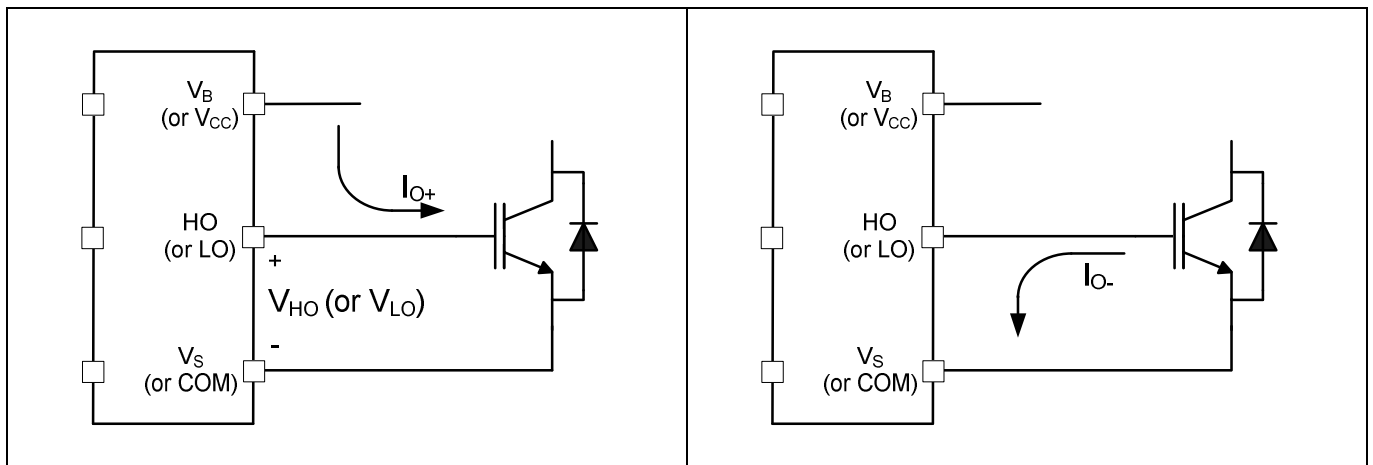 V_B
(or V_CC)
I_O+
HO
(or LO)
+
V_HO (or V_LO)
-
V_S
(or COM)
V_B
(or V_CC)
HO
(or LO)
I_O-
V_S
(or COM)